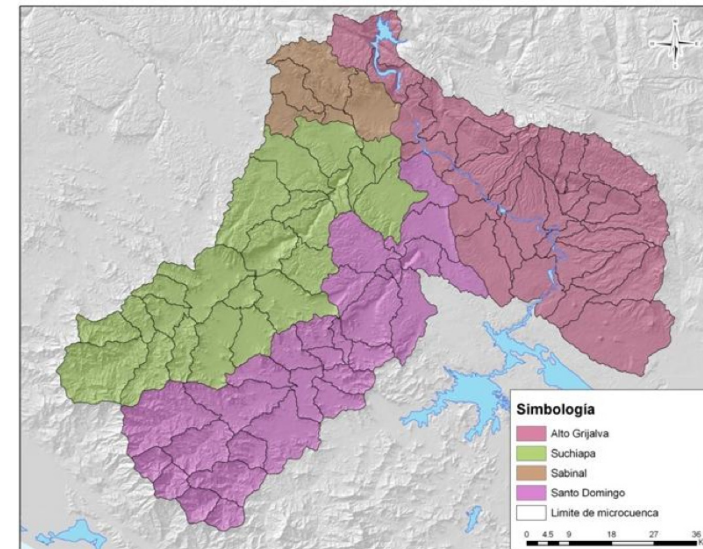 N
Simbología
Alto Grijalva
Suchiapa
Sabinal
Santo Domingo
Limite de microcuenca
0 4.5 9 18 27 36